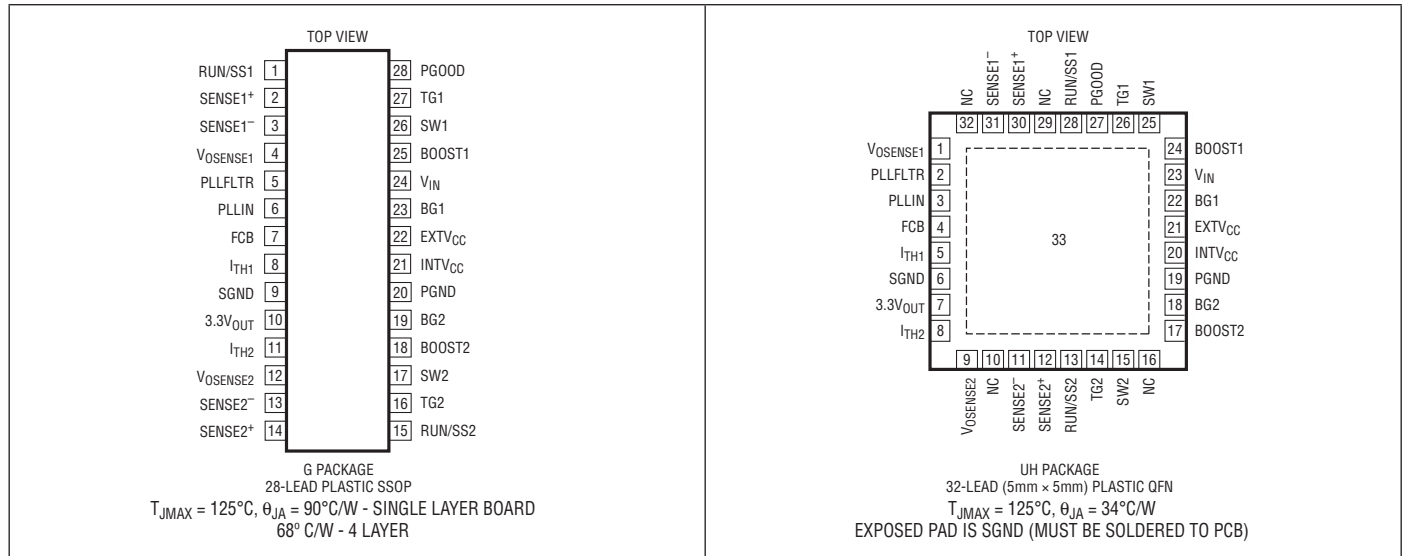 TOP VIEW
RUN/SS1 1
SENSE1+ 2
SENSE1– 3
VOSENSE1 4
PLLFLTR 5
PLLIN 6
FCB 7
ITH1 8
SGND 9
3.3VOUT 10
ITH2 11
VOSENSE2 12
SENSE2– 13
SENSE2+ 14
28 PGOOD
27 TG1
26 SW1
25 BOOST1
24 VIN
23 BG1
22 EXTVCC
21 INTVCC
20 PGND
19 BG2
18 BOOST2
17 SW2
16 TG2
15 RUN/SS2
G PACKAGE
28-LEAD PLASTIC SSOP
TJMAX = 125°C, θJA = 90°C/W - SINGLE LAYER BOARD
68º C/W - 4 LAYER
TOP VIEW
NC SENSE1– SENSE1+ NC RUN/SS1 PGOOD TG1 SW1
32 31 30 29 28 27 26 25
VOSENSE1 1
PLLFLTR 2
PLLIN 3
FCB 4
ITH1 5
SGND 6
3.3VOUT 7
ITH2 8
33
24 BOOST1
23 VIN
22 BG1
21 EXTVCC
20 INTVCC
19 PGND
18 BG2
17 BOOST2
9 10 11 12 13 14 15 16
VOSENSE2 NC SENSE2– SENSE2+ RUN/SS2 TG2 SW2 NC
UH PACKAGE
32-LEAD (5mm × 5mm) PLASTIC QFN
TJMAX = 125°C, θJA = 34°C/W
EXPOSED PAD IS SGND (MUST BE SOLDERED TO PCB)